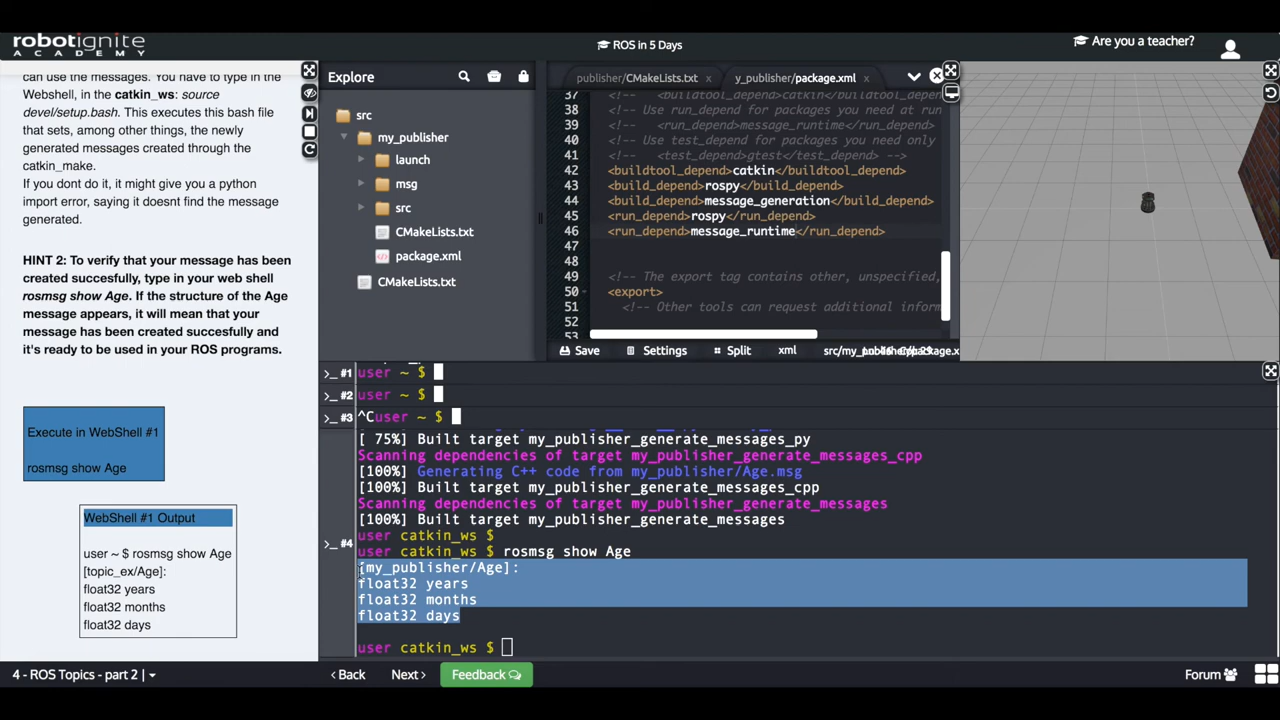 robotignite
ACADEMY
ROS in 5 Days
Are you a teacher?
can use the messages. You have to type in the
Webshell, in the catkin_ws: source
devel/setup.bash. This executes this bash file
that sets, among other things, the newly
generated messages created through the
catkin_make.
If you dont do it, it might give you a python
import error, saying it doesnt find the message
generated.
HINT 2: To verify that your message has been
created succesfully, type in your web shell
rosmsg show Age. If the structure of the Age
message appears, it will mean that your
message has been created succesfully and
it's ready to be used in your ROS programs.
Execute in WebShell #1
rosmsg show Age
WebShell #1 Output
user ~ $ rosmsg show Age
[topic_ex/Age]:
float32 years
float32 months
float32 days
Explore
src
my_publisher
launch
msg
src
CMakeLists.txt
package.xml
CMakeLists.txt
publisher/CMakeLists.txt
y_publisher/package.xml
37 <!-- <buildtool_depend>catkin</buildtool_depend
38 <!-- Use run_depend for packages you need at run
39 <!-- <run_depend>message_runtime</run_depend>
40 <!-- Use test_depend for packages you need only
41 <!-- <test_depend>gtest</test_depend> -->
42 <buildtool_depend>catkin</buildtool_depend>
43 <build_depend>rospy</build_depend>
44 <build_depend>message_generation</build_depend>
45 <run_depend>rospy</run_depend>
46 <run_depend>message_runtime</run_depend>
47
48
49 <!-- The export tag contains other, unspecified,
50 <export>
51 <!-- Other tools can request additional inform
52
53
Save Settings Split xml
>_ #1 user ~ $
>_ #2 user ~ $
>_ #3 ^Cuser ~ $
[ 75%] Built target my_publisher_generate_messages_py
Scanning dependencies of target my_publisher_generate_messages_cpp
[100%] Generating C++ code from my_publisher/Age.msg
[100%] Built target my_publisher_generate_messages_cpp
Scanning dependencies of target my_publisher_generate_messages
[100%] Built target my_publisher_generate_messages
user catkin_ws $
>_ #4
user catkin_ws $ rosmsg show Age
[my_publisher/Age]:
float32 years
float32 months
float32 days
user catkin_ws $
4 - ROS Topics - part 2 |
Back Next Feedback
Forum